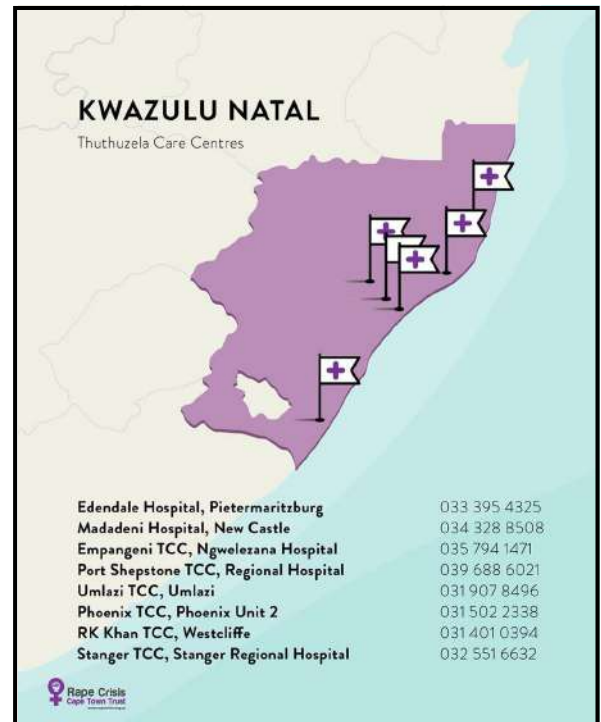 KWAZULU NATAL
Thuthuzela Care Centres
Edendale Hospital, Pietermaritzburg 033 395 4325
Madadeni Hospital, New Castle 034 328 8508
Empangeni TCC, Ngwelezana Hospital 035 794 1471
Port Shepstone TCC, Regional Hospital 039 688 6021
Umlazi TCC, Umlazi 031 907 8496
Phoenix TCC, Phoenix Unit 2 031 502 2338
RK Khan TCC, Westcliffe 031 401 0394
Stanger TCC, Stanger Regional Hospital 032 551 6632
Rape Crisis
Cape Town Trust